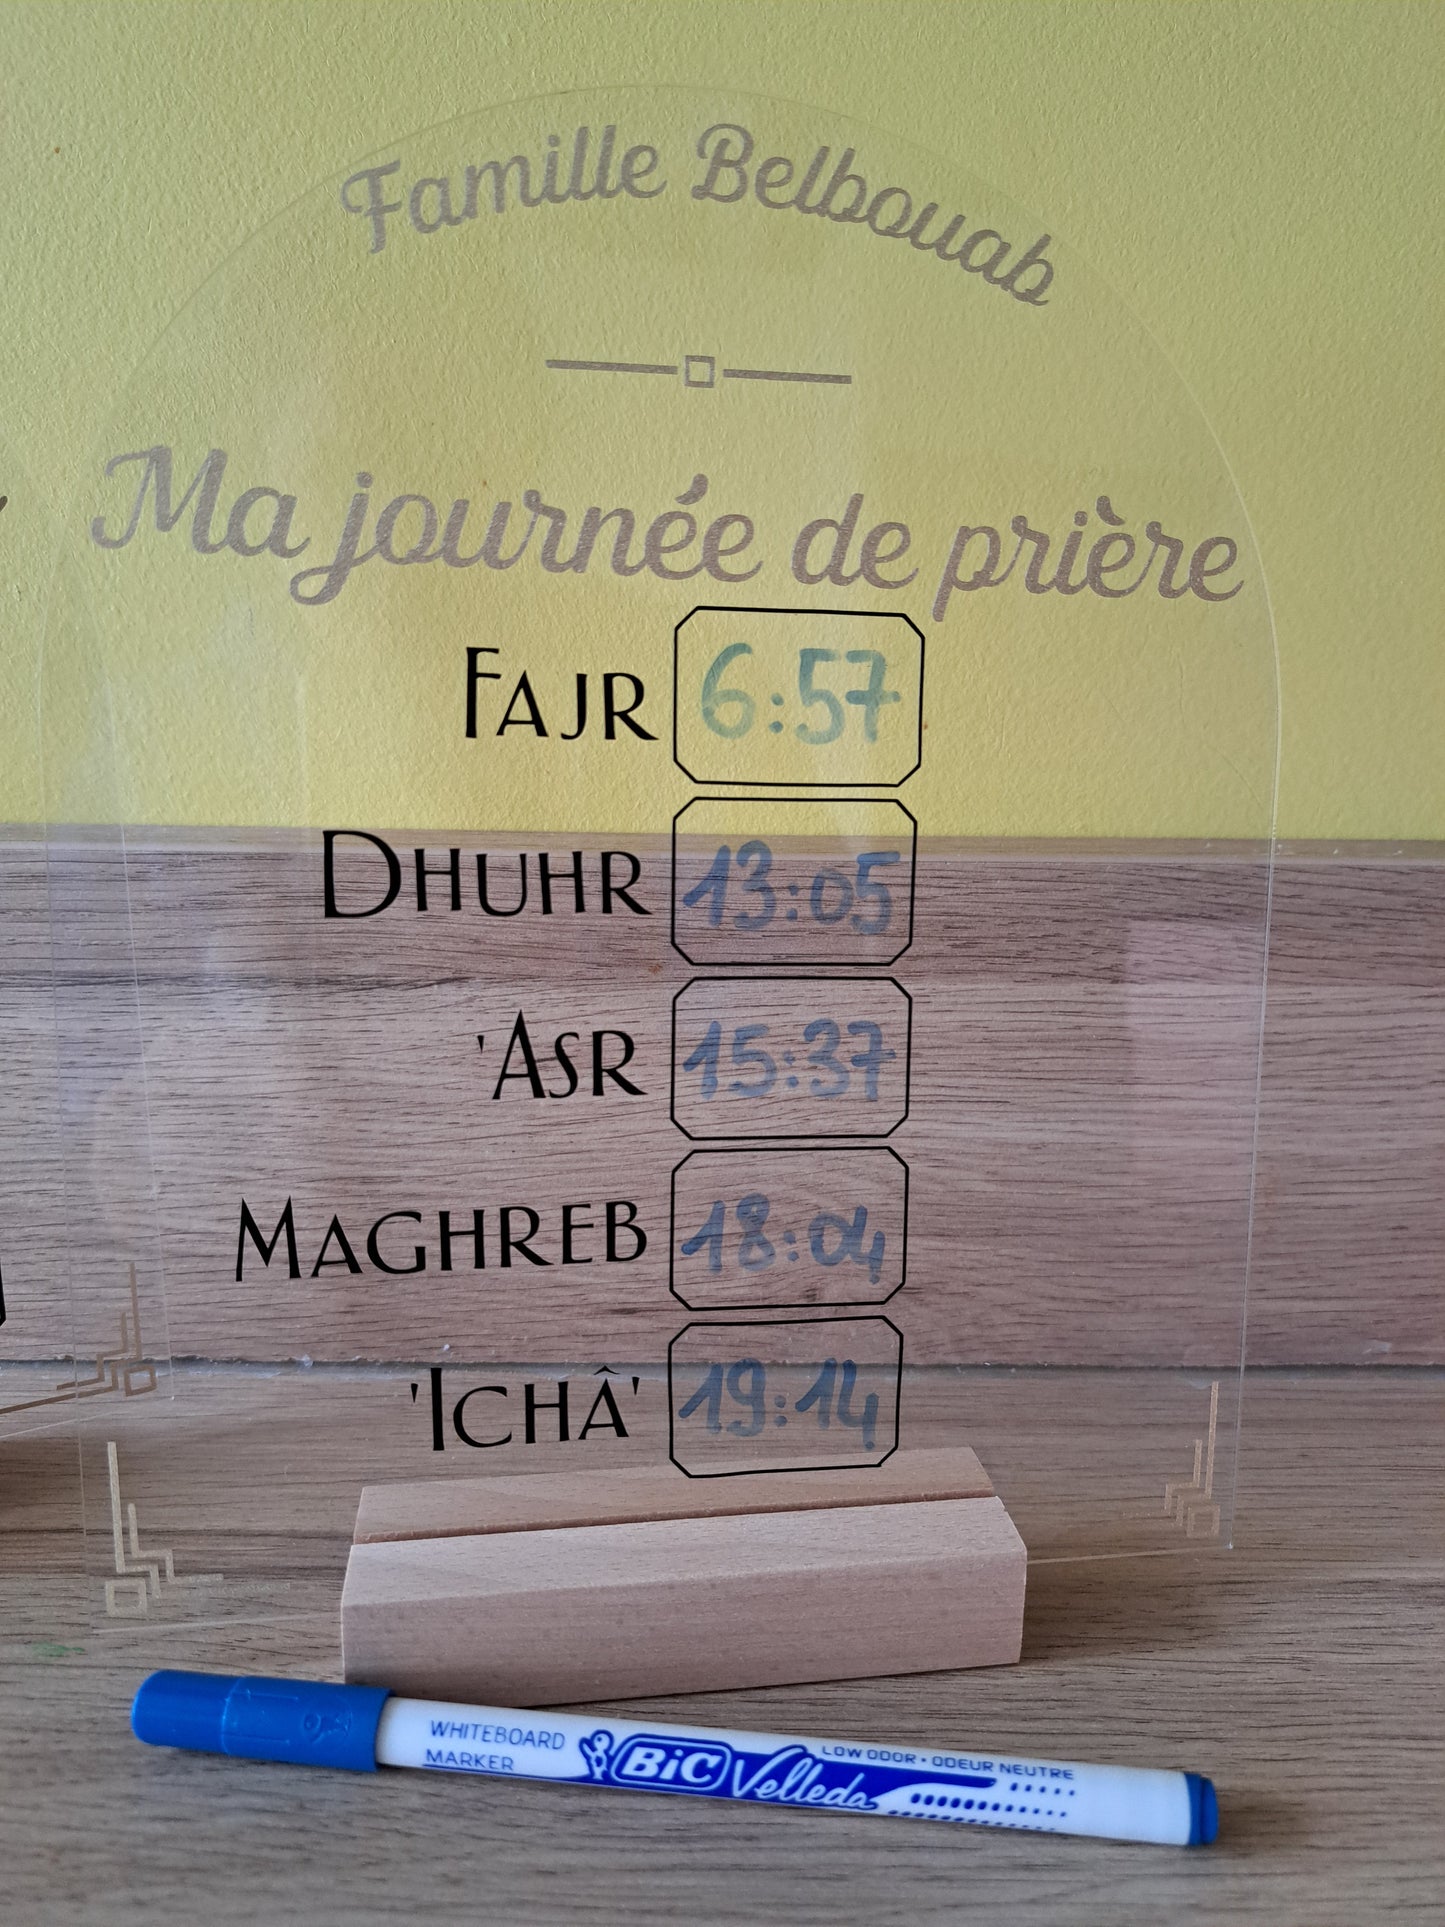 Famille Belbouab
Ma journée de prière
FAJR 6:57
DHUHR 13:05
'ASR 15:37
MAGHREB 18:04
'ICHÂ' 19:14
WHITEBOARD
MARKER
BiC Velleda
LOW ODOR • ODEUR NEUTRE